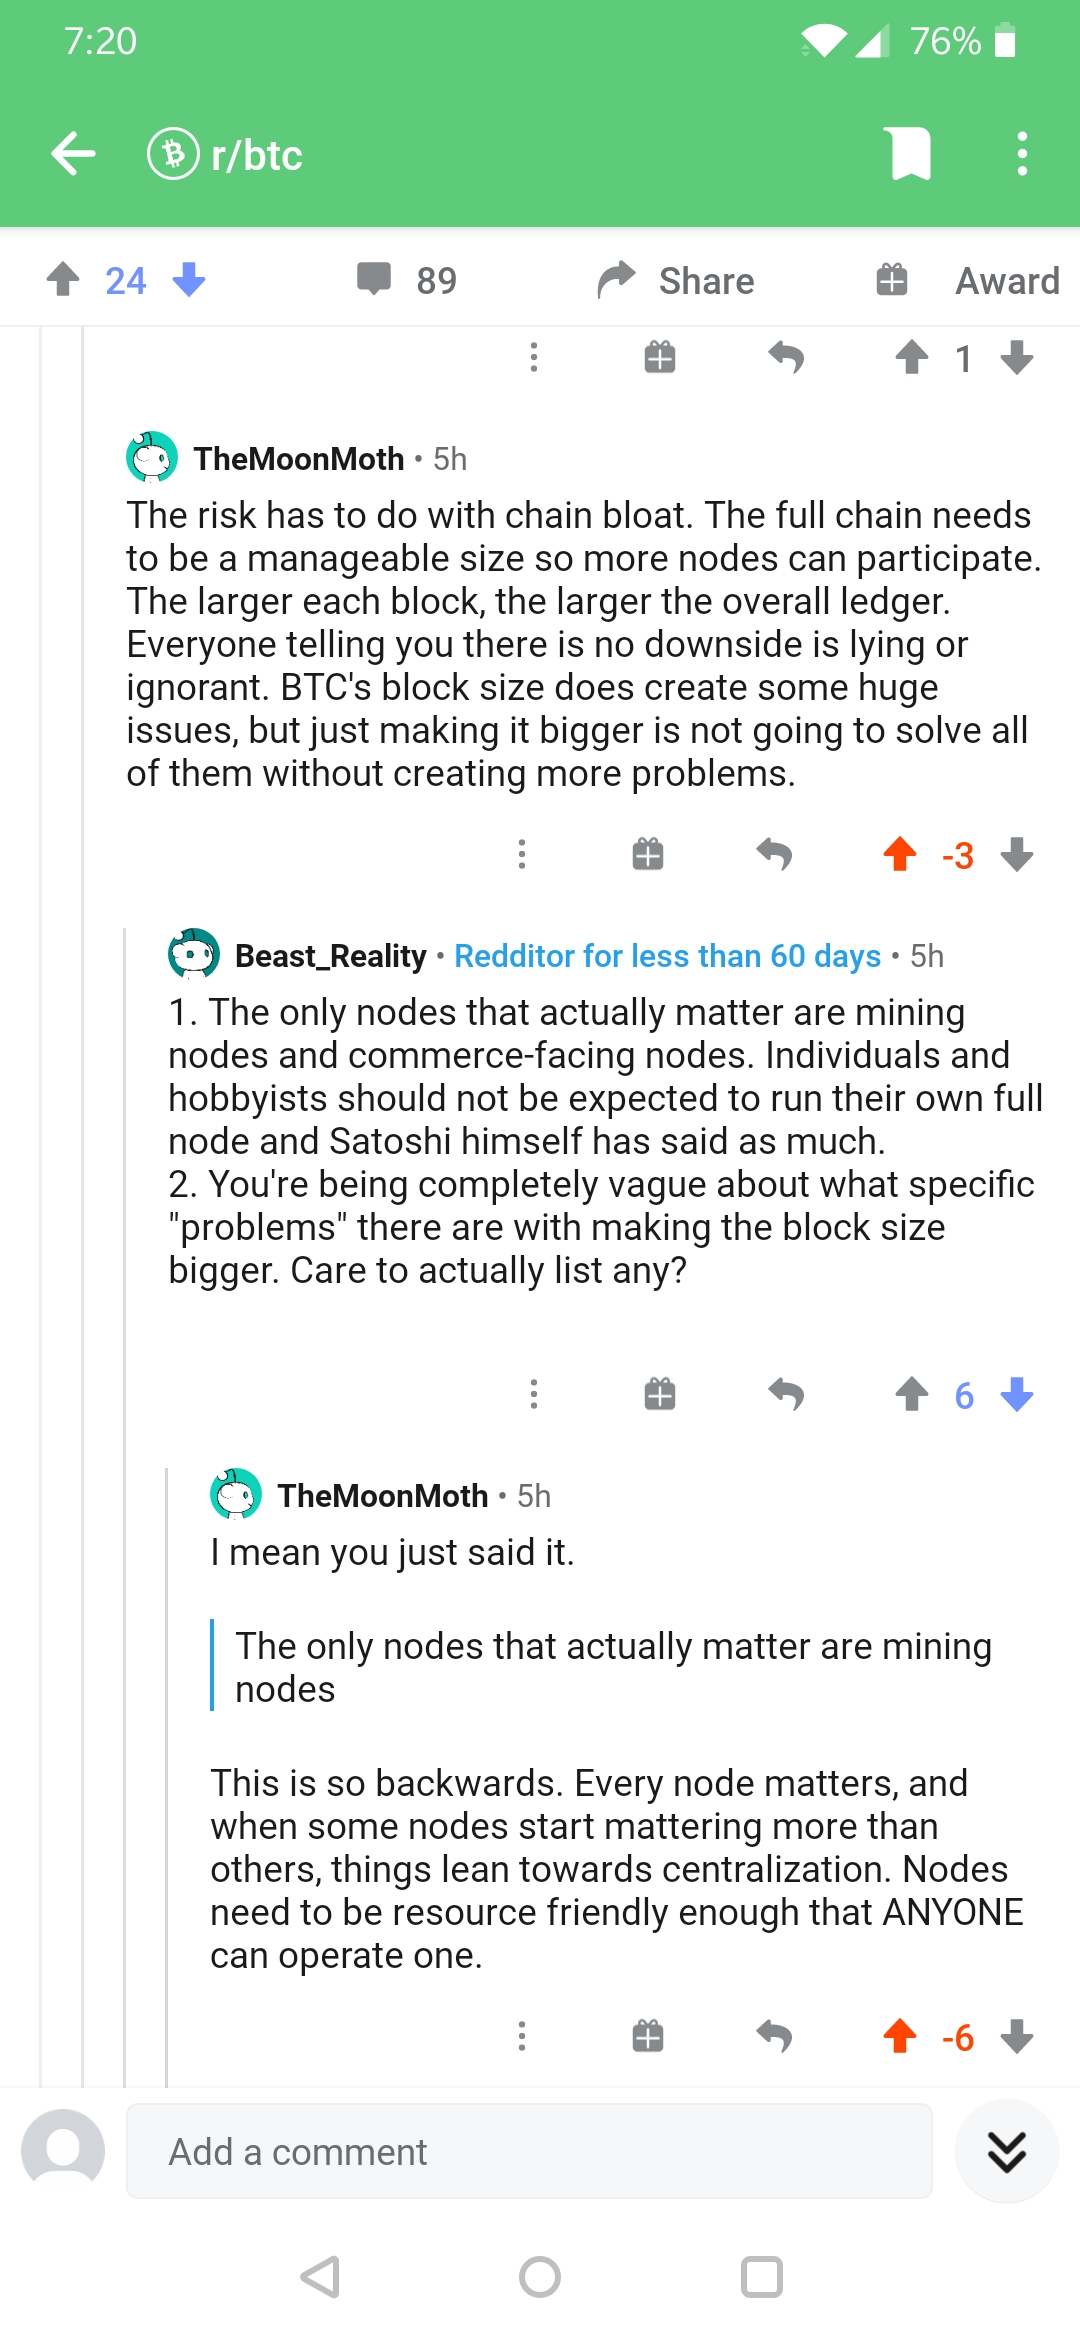 7:20
76%
r/btc
24
89
Share
Award
1
TheMoonMoth • 5h
The risk has to do with chain bloat. The full chain needs
to be a manageable size so more nodes can participate.
The larger each block, the larger the overall ledger.
Everyone telling you there is no downside is lying or
ignorant. BTC's block size does create some huge
issues, but just making it bigger is not going to solve all
of them without creating more problems.
-3
Beast_Reality • Redditor for less than 60 days • 5h
1. The only nodes that actually matter are mining
nodes and commerce-facing nodes. Individuals and
hobbyists should not be expected to run their own full
node and Satoshi himself has said as much.
2. You're being completely vague about what specific
"problems" there are with making the block size
bigger. Care to actually list any?
6
TheMoonMoth • 5h
I mean you just said it.
The only nodes that actually matter are mining
nodes
This is so backwards. Every node matters, and
when some nodes start mattering more than
others, things lean towards centralization. Nodes
need to be resource friendly enough that ANYONE
can operate one.
-6
Add a comment